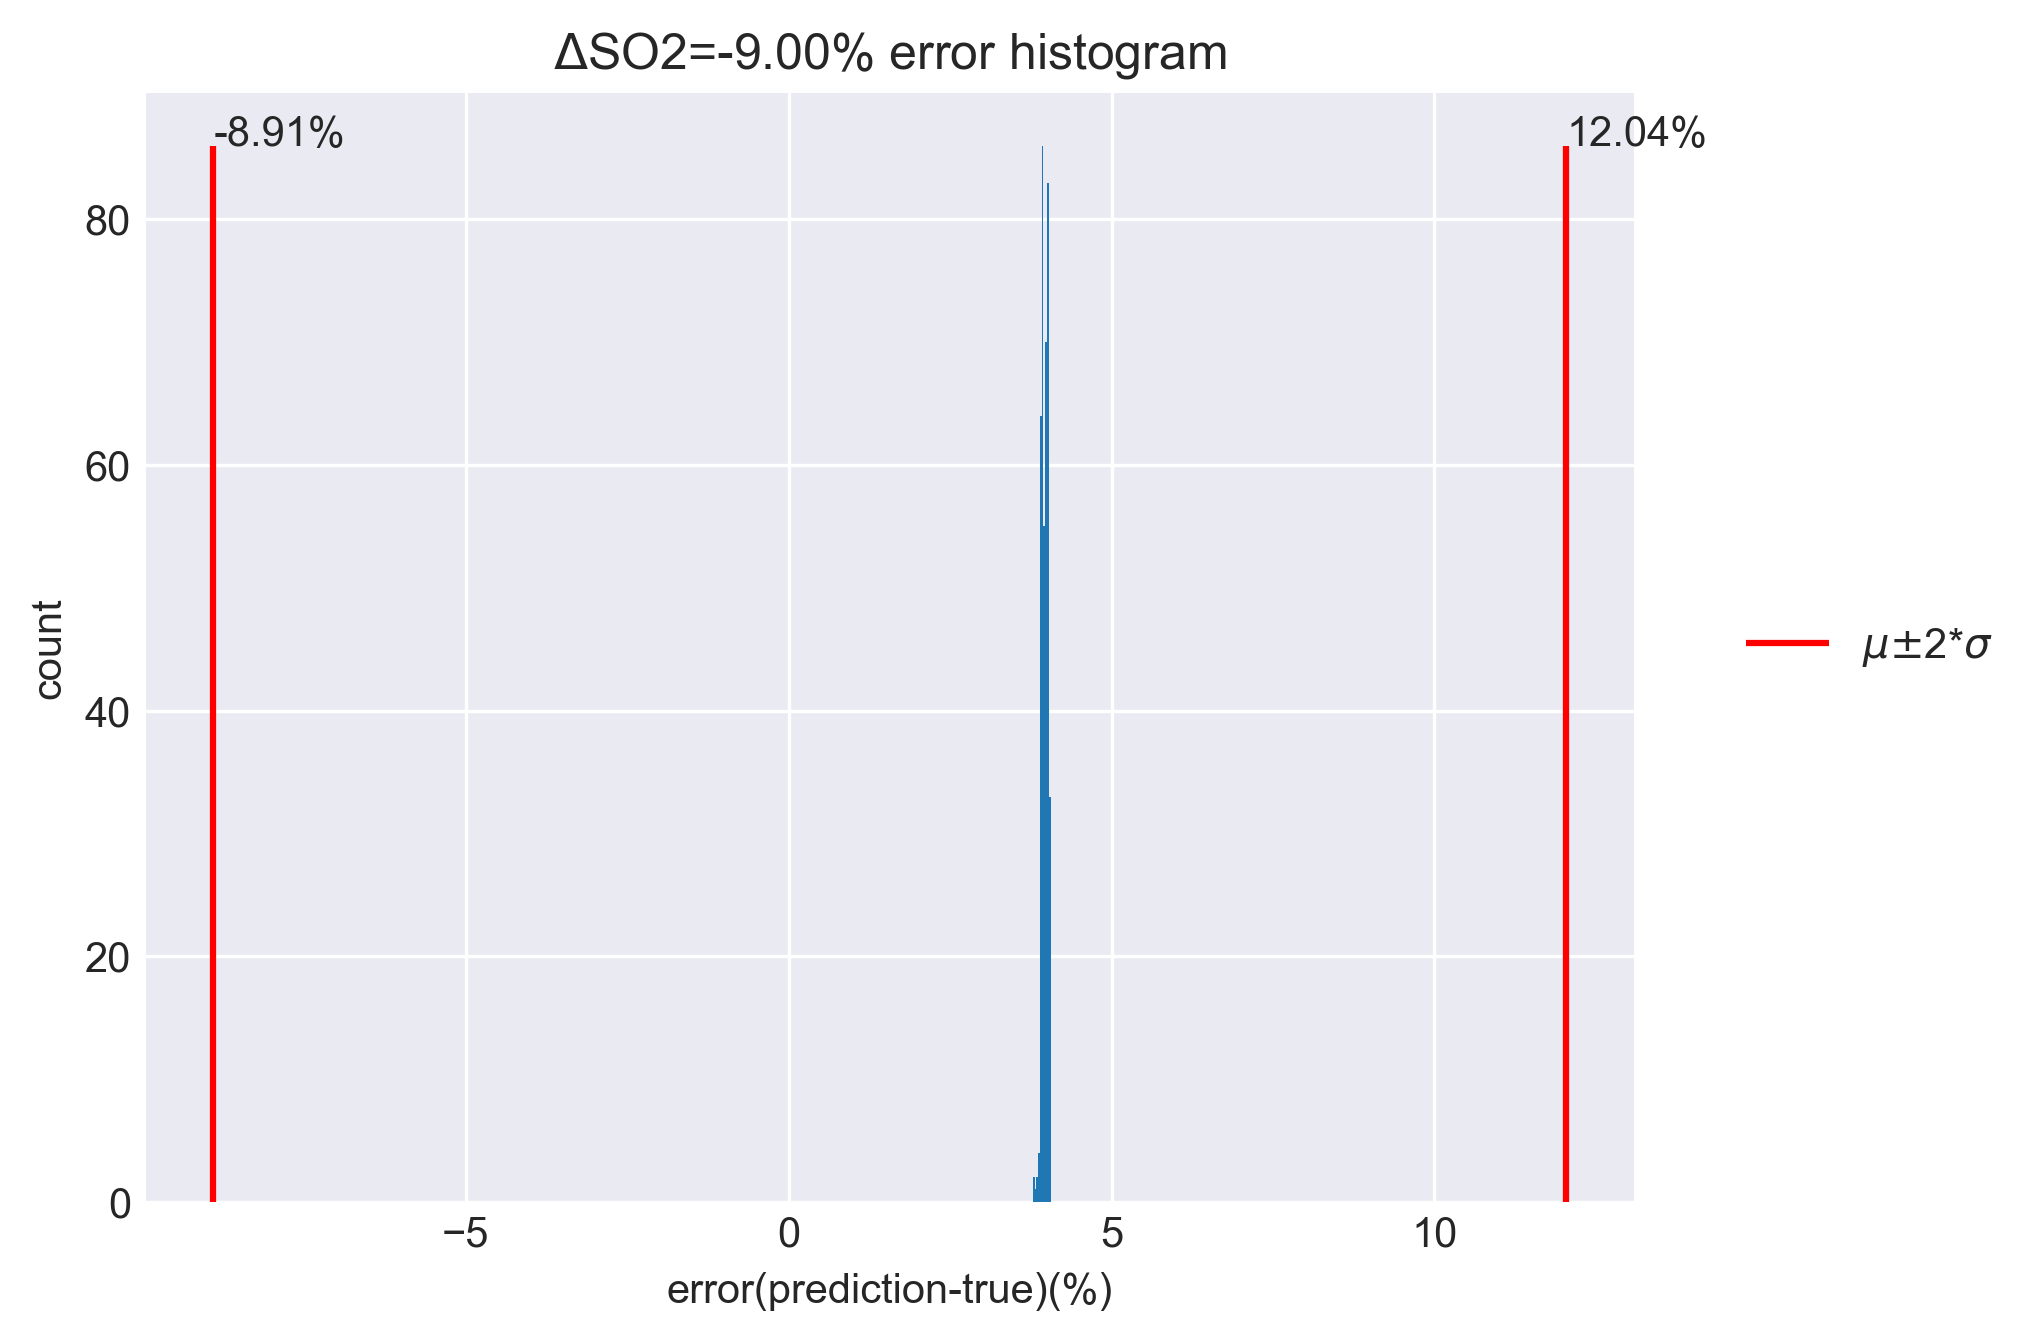 ΔSO2=-9.00% error histogram
-8.91%
12.04%
80
60
40
20
0
count
−5
0
5
10
error(prediction-true)(%)
μ±2*σ